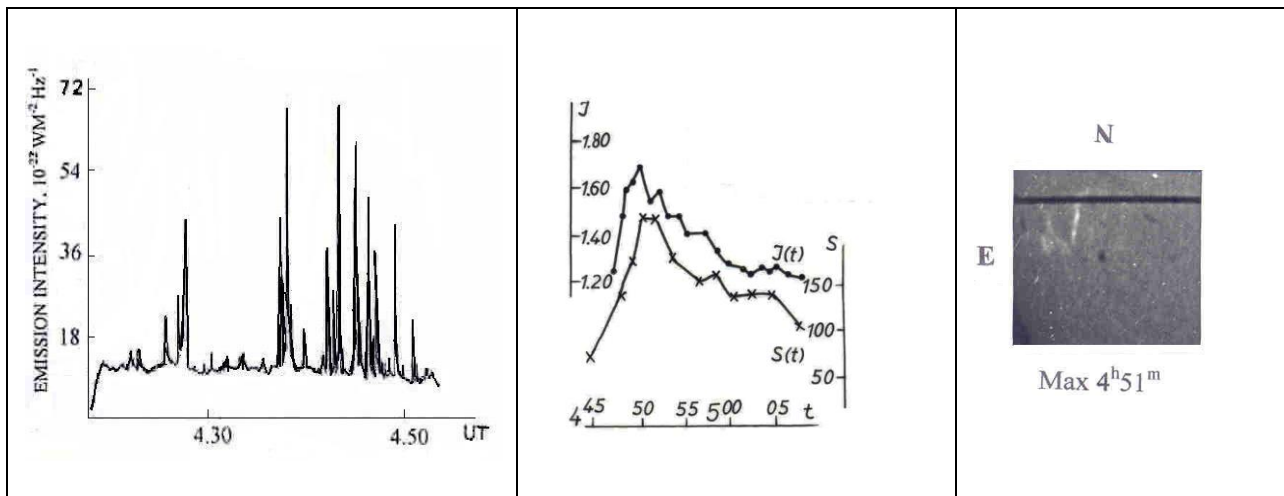 EMISSION INTENSITY, 10⁻²² WM⁻² Hz⁻¹
72
54
36
18
4.30
4.50
UT
J
1.80
1.60
1.40
1.20
J(t)
S
150
100
50
S(t)
4 45 50 55 5 00 05 t
N
E
Max 4ʰ51ᵐ